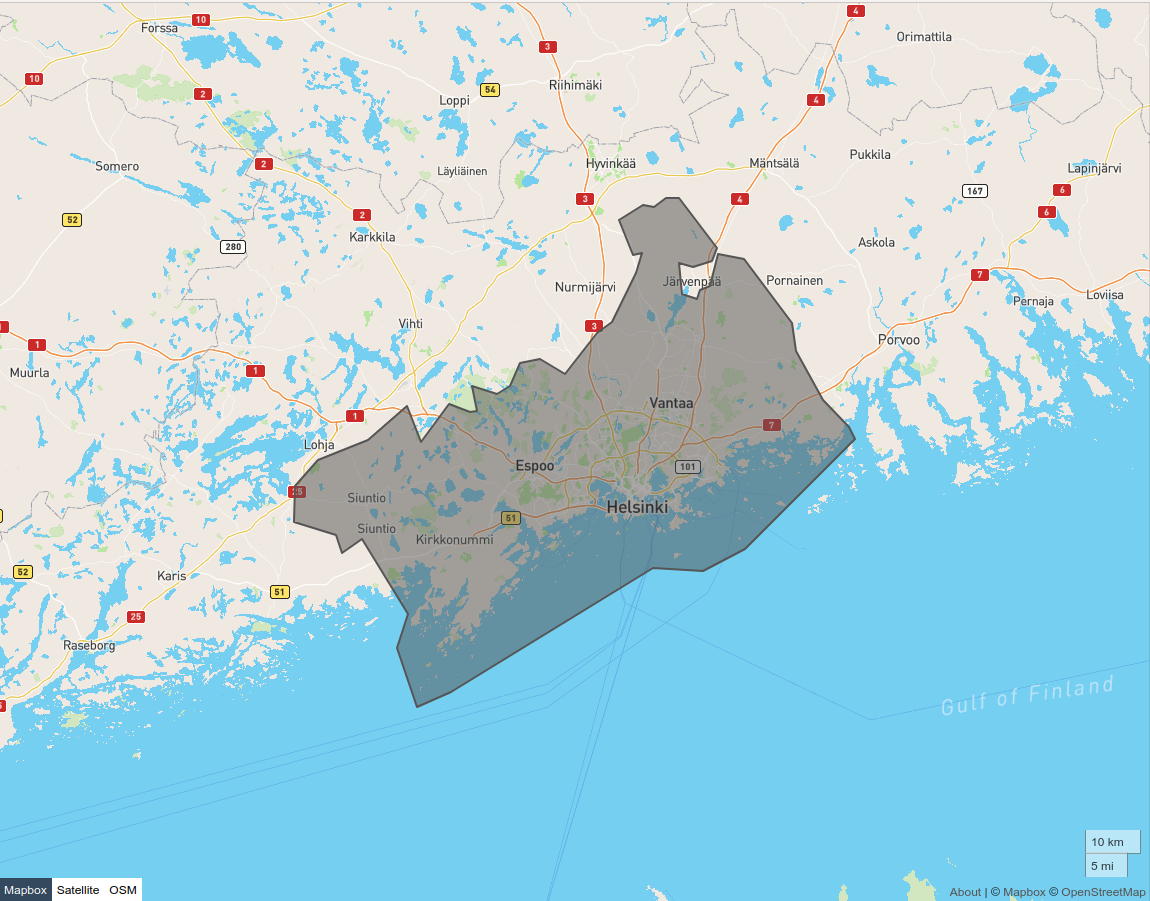 4
10
Forssa
Orimattila
3
10
Riihimäki
54
2
Loppi
4
Pukkila
Hyvinkää
Mäntsälä
2
Somero
Läyliäinen
Lapinjärvi
167
6
3
4
6
2
52
Karkkila
280
Askola
7
Järvenpää
Pornainen
Nurmijärvi
Pernaja
Loviisa
Vihti
3
1
Porvoo
1
Muurla
Vantaa
1
7
Lohja
Espoo
101
25
Siuntio
Helsinki
51
Siuntio
Kirkkonummi
52
Karis
51
25
Raseborg
Gulf of Finland
10 km
5 mi
Mapbox Satellite OSM
About | © Mapbox © OpenStreetMap